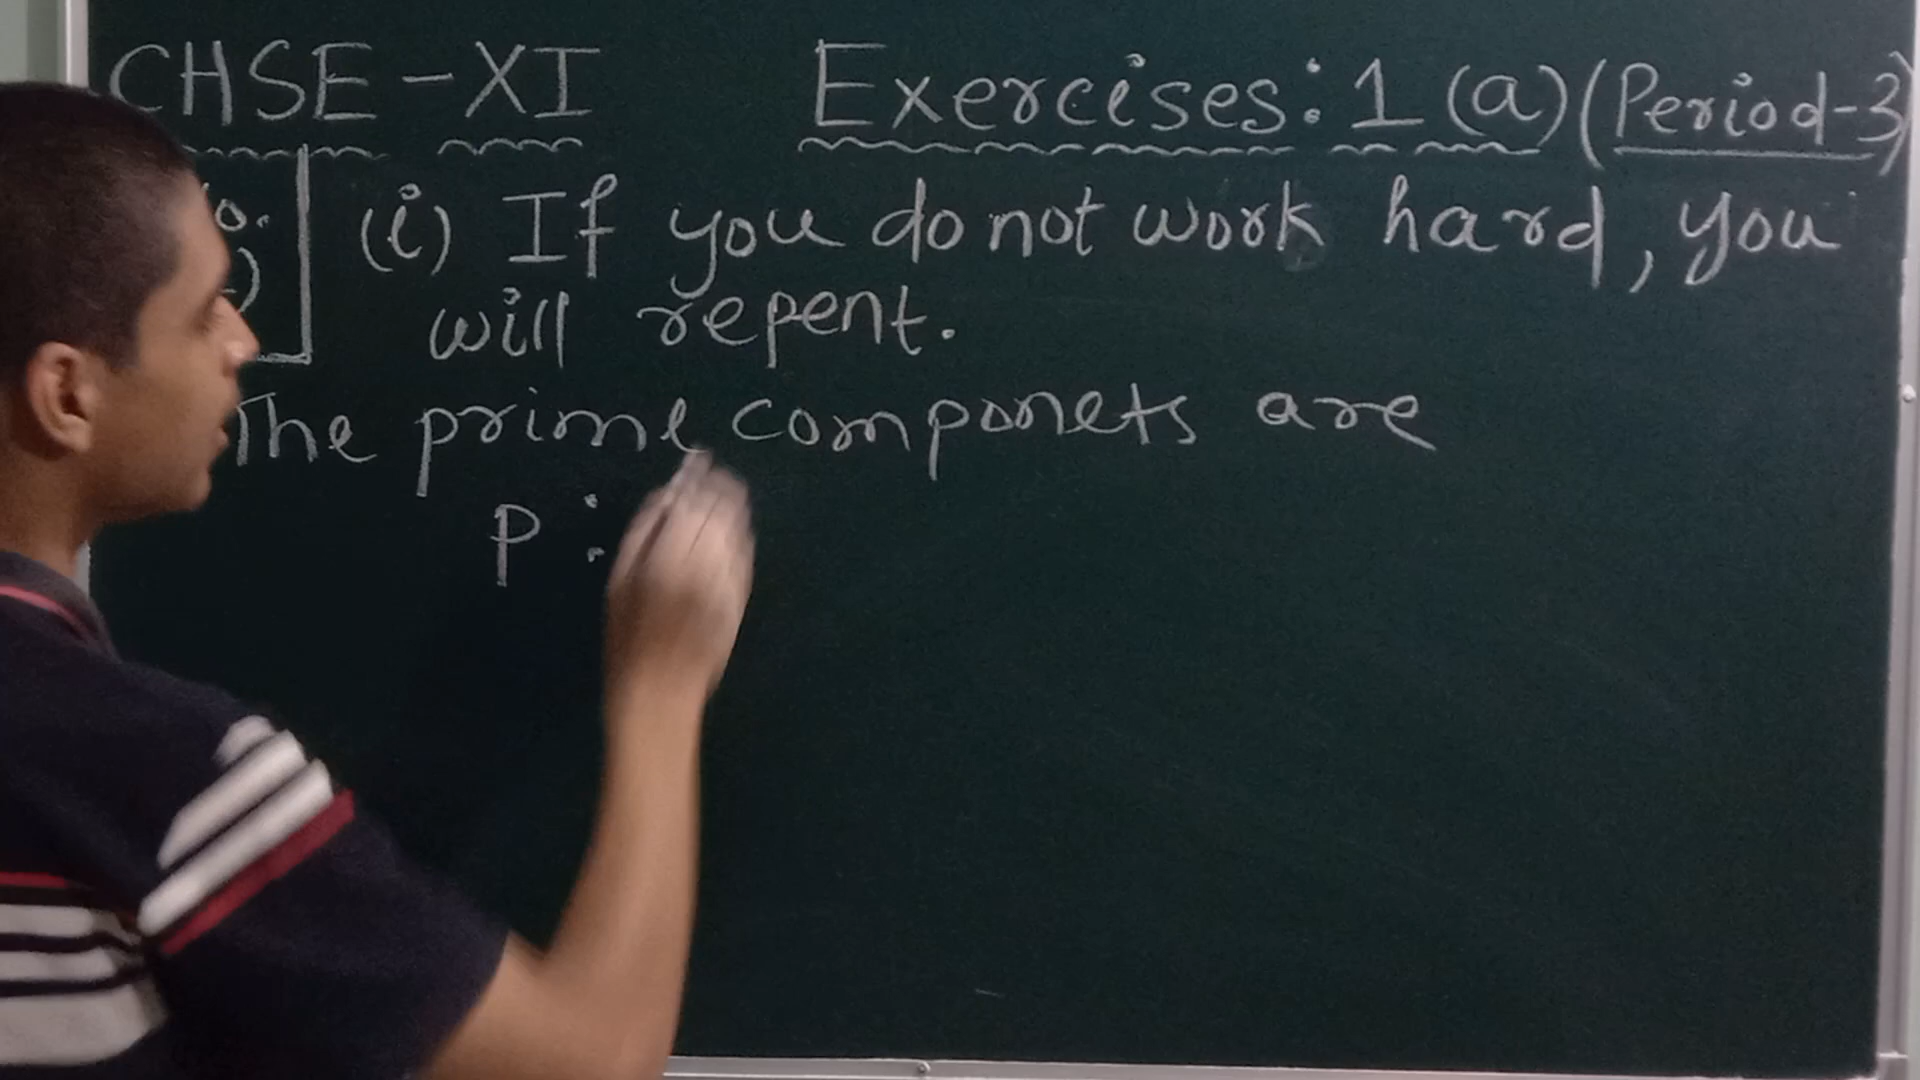 CHSE-XI Exercises: 1 (a) (Period-3)
(i) If you do not work hard, you
will repent.
The prime componets are
p :